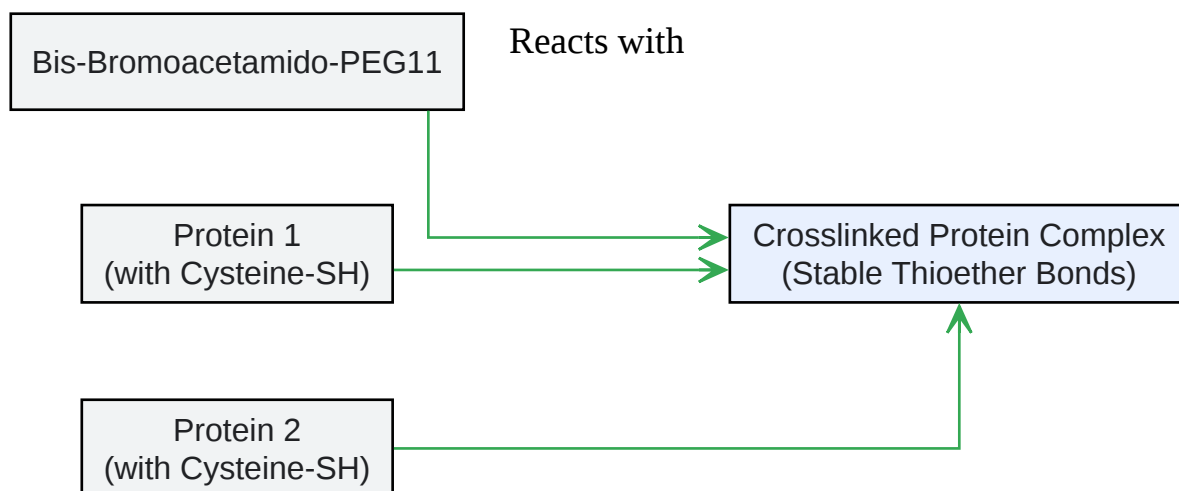 Bis-Bromoacetamido-PEG11
Reacts with
Protein 1
(with Cysteine-SH)
Crosslinked Protein Complex
(Stable Thioether Bonds)
Protein 2
(with Cysteine-SH)